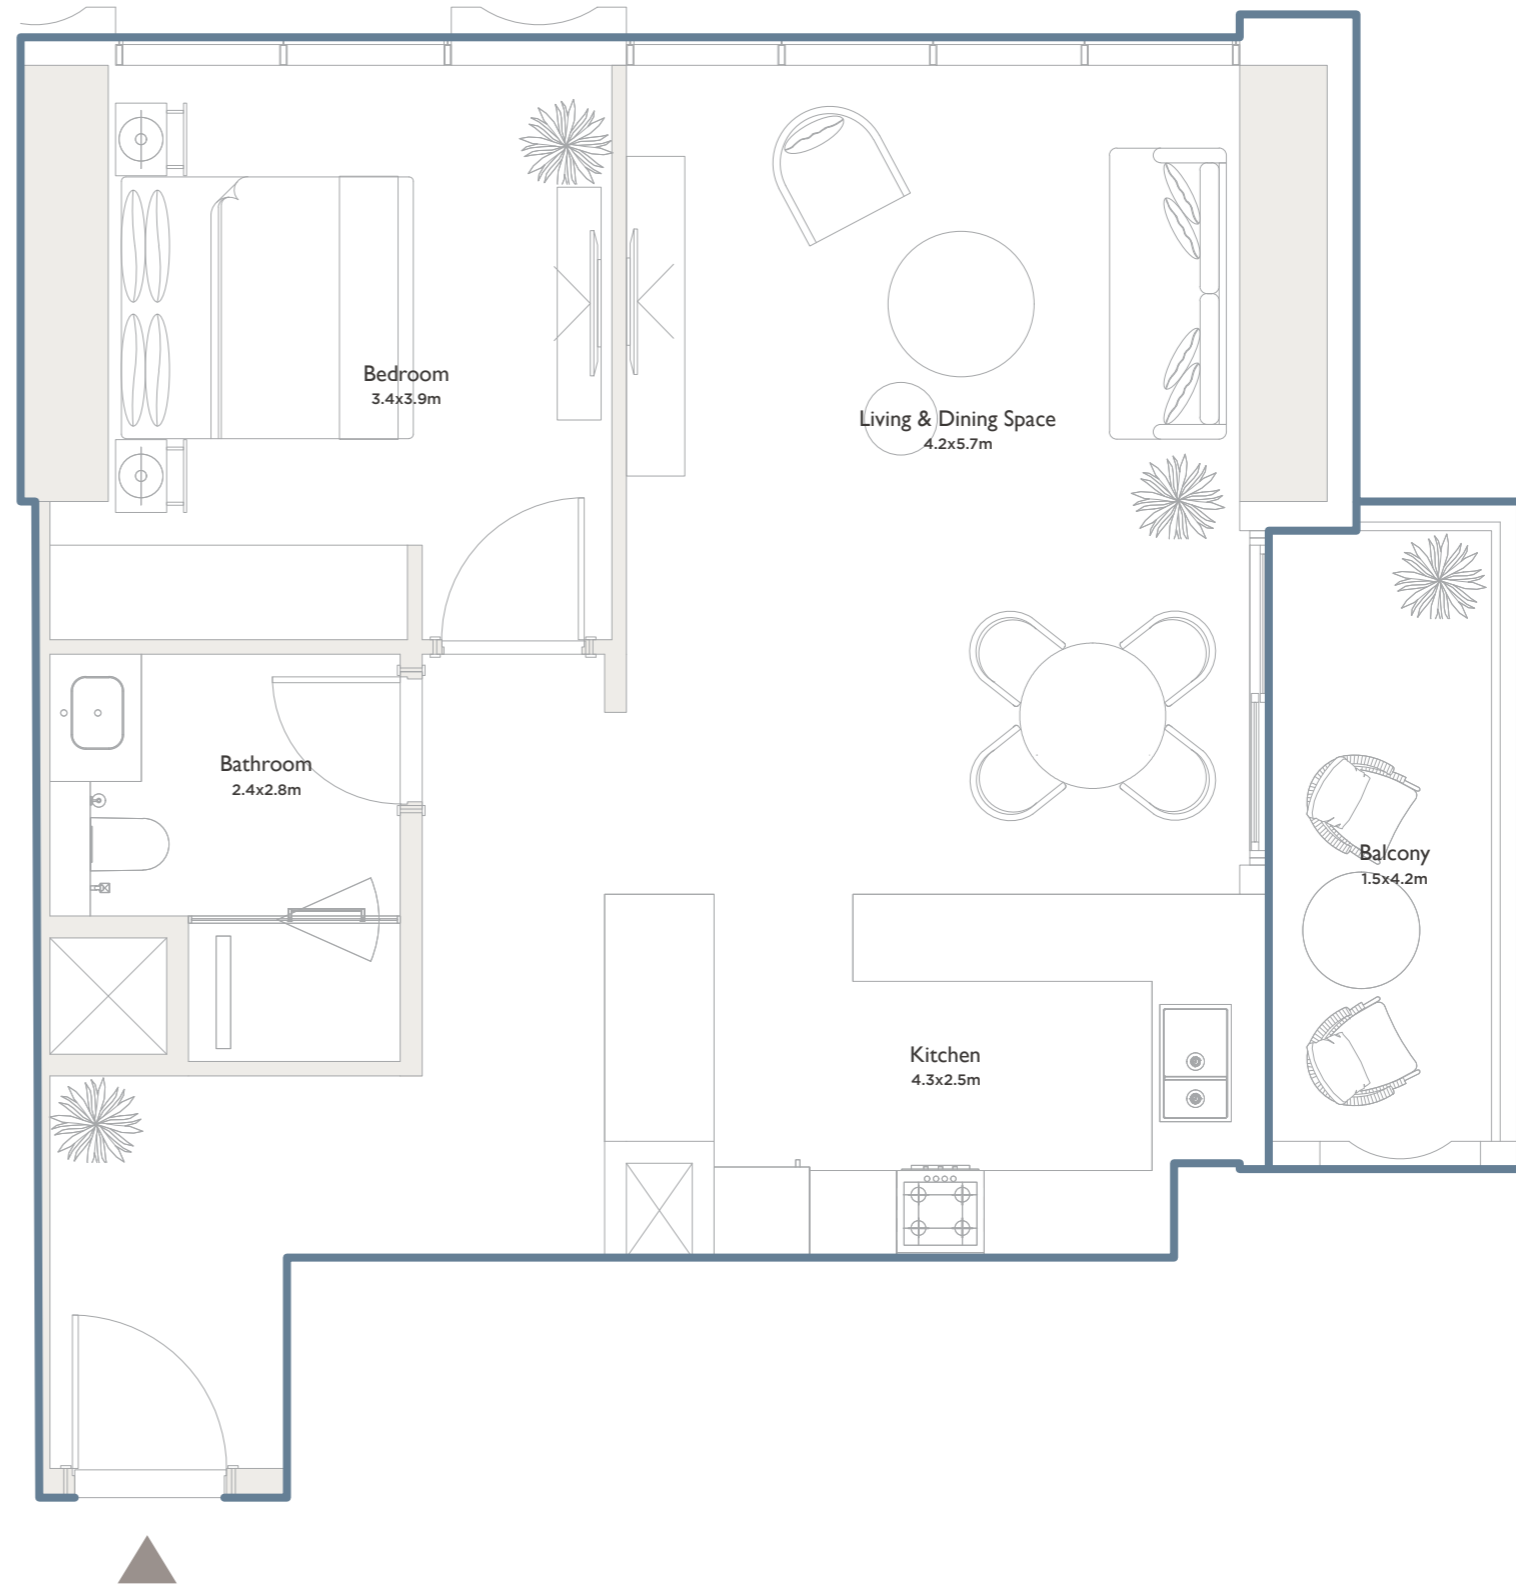 Bedroom
3.4x3.9m
Living & Dining Space
4.2x5.7m
Bathroom
2.4x2.8m
Balcony
1.5x4.2m
Kitchen
4.3x2.5m